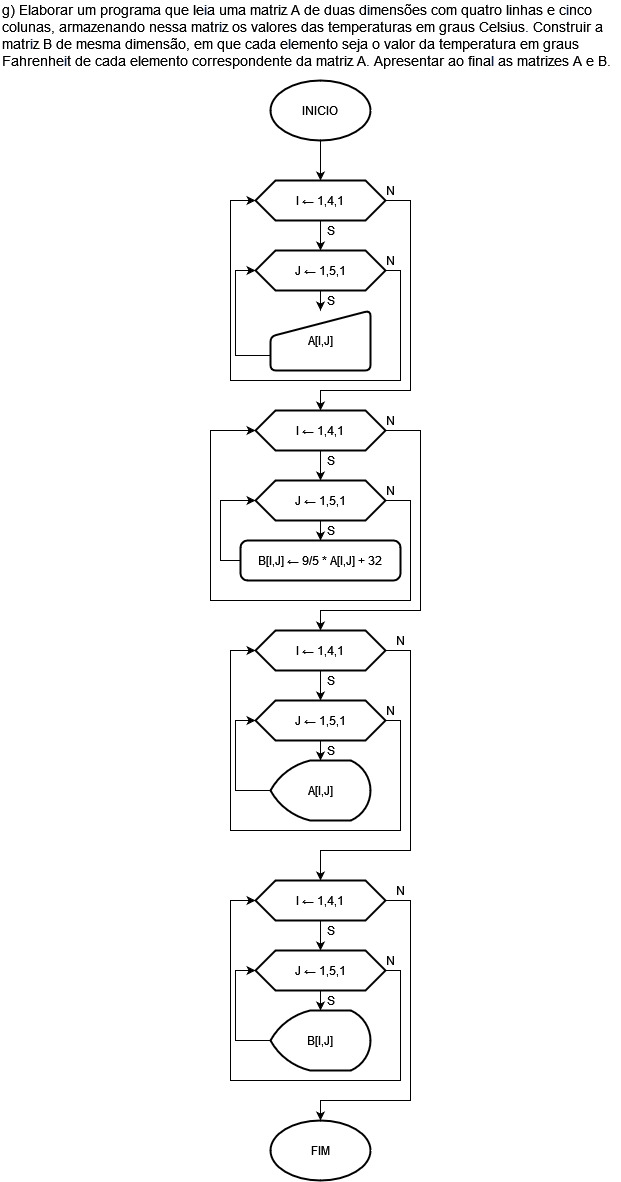 g) Elaborar um programa que leia uma matriz A de duas dimensões com quatro linhas e cinco
colunas, armazenando nessa matriz os valores das temperaturas em graus Celsius. Construir a
matriz B de mesma dimensão, em que cada elemento seja o valor da temperatura em graus
Fahrenheit de cada elemento correspondente da matriz A. Apresentar ao final as matrizes A e B.
INICIO
I ← 1,4,1
N
S
J ← 1,5,1
N
S
A[I,J]
I ← 1,4,1
N
S
J ← 1,5,1
N
S
B[I,J] ← 9/5 * A[I,J] + 32
I ← 1,4,1
N
S
J ← 1,5,1
N
S
A[I,J]
I ← 1,4,1
N
S
J ← 1,5,1
N
S
B[I,J]
FIM